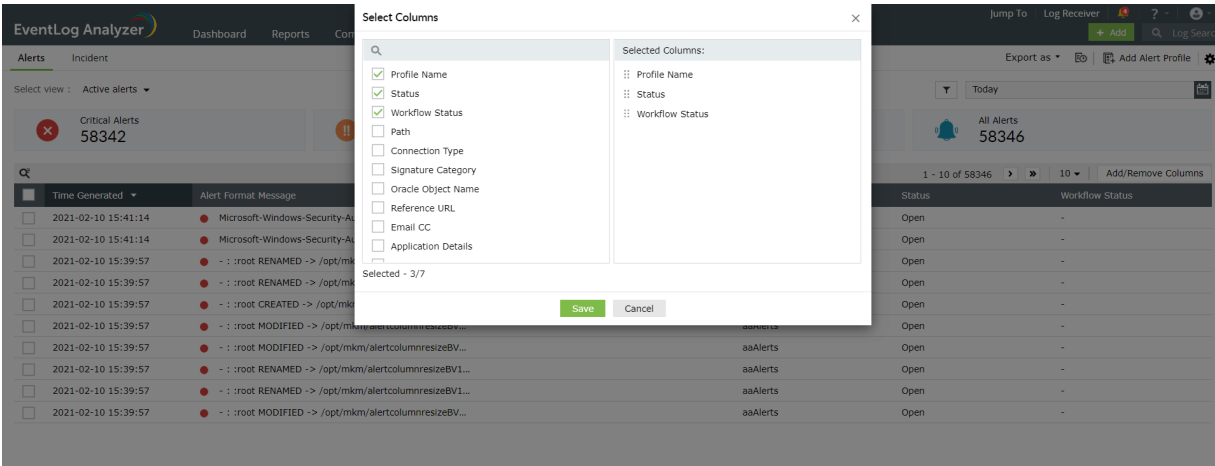 EventLog Analyzer
Dashboard
Reports
Com
Jump To
Log Receiver
4
?
+ Add
Log Searc
Alerts
Incident
Export as
Add Alert Profile
Select view :
Active alerts
Today
Critical Alerts
58342
All Alerts
58346
1 - 10 of 58346
10
Add/Remove Columns
Select Columns
Profile Name
Status
Workflow Status
Path
Connection Type
Signature Category
Oracle Object Name
Reference URL
Email CC
Application Details
Selected - 3/7
Selected Columns:
Profile Name
Status
Workflow Status
Save
Cancel
Time Generated
Alert Format Message
Status
Workflow Status
2021-02-10 15:41:14 Microsoft-Windows-Security-Au Open -
2021-02-10 15:41:14 Microsoft-Windows-Security-Au Open -
2021-02-10 15:39:57 - : :root RENAMED -> /opt/mk Open -
2021-02-10 15:39:57 - : :root RENAMED -> /opt/mk Open -
2021-02-10 15:39:57 - : :root CREATED -> /opt/mkm Open -
2021-02-10 15:39:57 - : :root MODIFIED -> /opt/mkm/alertcolumnresizeBV... aaAlerts Open -
2021-02-10 15:39:57 - : :root MODIFIED -> /opt/mkm/alertcolumnresizeBV... aaAlerts Open -
2021-02-10 15:39:57 - : :root RENAMED -> /opt/mkm/alertcolumnresizeBV1... aaAlerts Open -
2021-02-10 15:39:57 - : :root RENAMED -> /opt/mkm/alertcolumnresizeBV1... aaAlerts Open -
2021-02-10 15:39:57 - : :root MODIFIED -> /opt/mkm/alertcolumnresizeBV... aaAlerts Open -